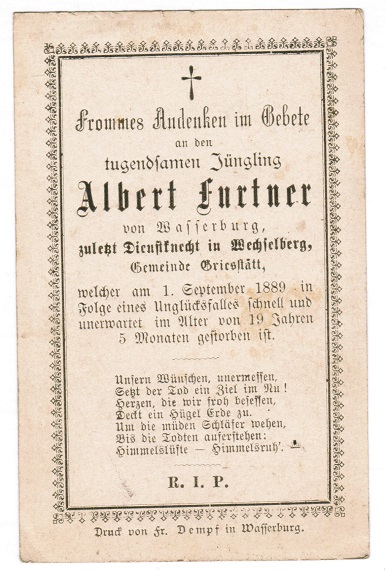 Frommes Andenken im Gebete
an den
tugendsamen Jüngling
Albert Furtner
von Wasserburg,
zuletzt Dienstknecht in Wechselberg,
Gemeinde Griesstätt,
welcher am 1. September 1889 in
Folge eines Unglücksfalles schnell und
unerwartet im Alter von 19 Jahren
5 Monaten gestorben ist.
Unsern Wünschen, unermessen,
Setzt der Tod ein Ziel im Nu!
Herzen, die wir froh besessen,
Deckt ein Hügel Erde zu.
Um die müden Schläfer wehen,
Bis die Todten auferstehen:
Himmelslüfte — Himmelsruh'.
R. I. P.
Druck von Fr. Dempf in Wasserburg.